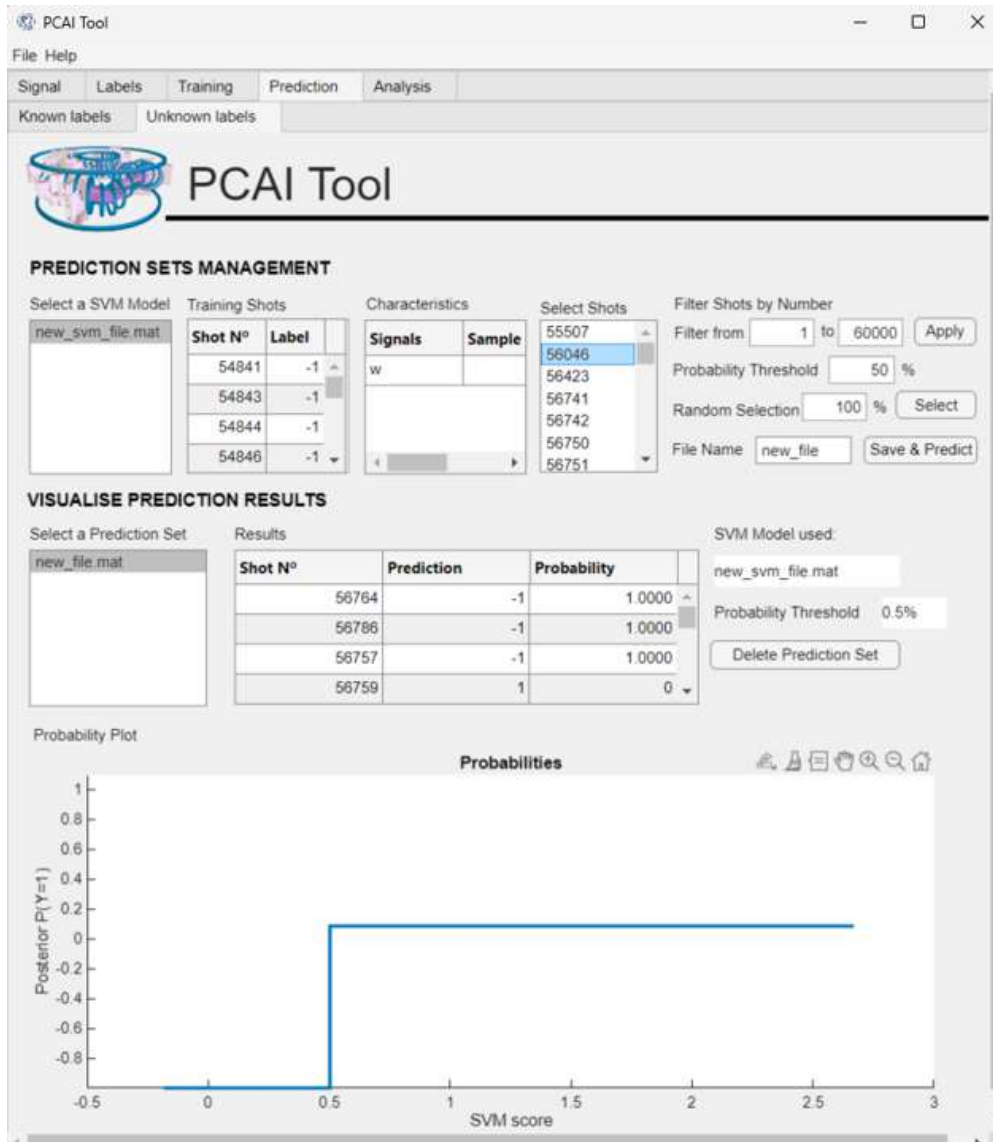 PCAI Tool
File Help
Signal Labels Training Prediction Analysis
Known labels Unknown labels
PCAI Tool
PREDICTION SETS MANAGEMENT
Select a SVM Model Training Shots Characteristics Select Shots Filter Shots by Number
new_svm_file.mat Shot Nº Label Signals Sample 55507 Filter from 1 to 60000 Apply
54841 -1 w 56046
54843 -1 56423 Probability Threshold 50 %
54844 -1 56741
56742 Random Selection 100 % Select
54846 -1 56750 File Name new_file Save & Predict
56751
VISUALISE PREDICTION RESULTS
Select a Prediction Set Results SVM Model used:
new_file.mat Shot Nº Prediction Probability new_svm_file.mat
56764 -1 1.0000
56786 -1 1.0000 Probability Threshold 0.5%
56757 -1 1.0000 Delete Prediction Set
56759 1 0
Probability Plot
Probabilities
Posterior P(Y=1)
1
0.8
0.6
0.4
0.2
0
-0.2
-0.4
-0.6
-0.8
-0.5 0 0.5 1 1.5 2 2.5 3
SVM score